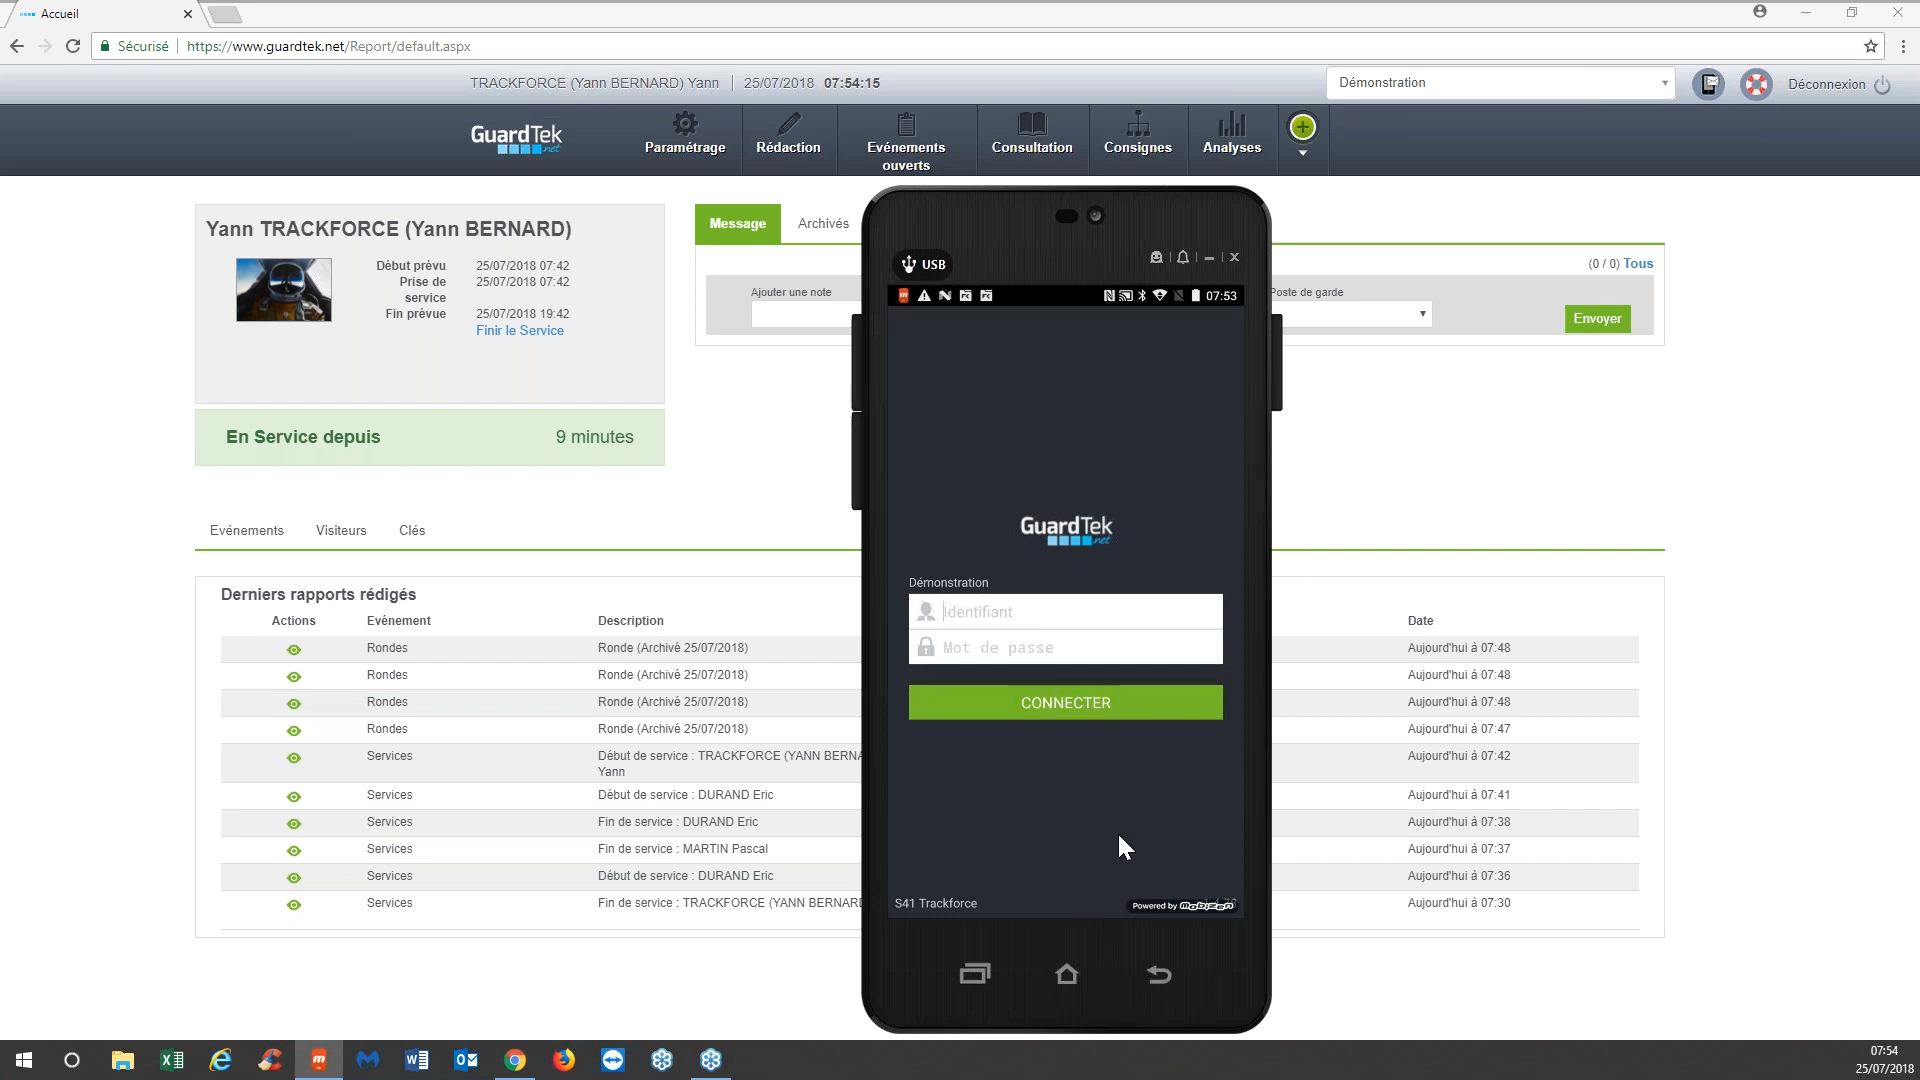 Accueil
Sécurisé
https://www.guardtek.net/Report/default.aspx
TRACKFORCE (Yann BERNARD) Yann
25/07/2018 07:54:15
Démonstration
Déconnexion
GuardTek
.net
Paramétrage
Rédaction
Evénements
ouverts
Consultation
Consignes
Analyses
Yann TRACKFORCE (Yann BERNARD)
Début prévu 25/07/2018 07:42
Prise de 25/07/2018 07:42
service
Fin prévue 25/07/2018 19:42
Finir le Service
En Service depuis 9 minutes
Message
Archivés
(0 / 0) Tous
Ajouter une note
Poste de garde
Envoyer
USB
07:53
GuardTek
.net
Démonstration
Identifiant
Mot de passe
CONNECTER
S41 Trackforce
Powered by mobizen
Evénements Visiteurs Clés
Derniers rapports rédigés
Actions Evénement Description Date
Rondes Ronde (Archivé 25/07/2018) Aujourd'hui à 07:48
Rondes Ronde (Archivé 25/07/2018) Aujourd'hui à 07:48
Rondes Ronde (Archivé 25/07/2018) Aujourd'hui à 07:48
Rondes Ronde (Archivé 25/07/2018) Aujourd'hui à 07:47
Services Début de service : TRACKFORCE (YANN BERNA Aujourd'hui à 07:42
Yann
Services Début de service : DURAND Eric Aujourd'hui à 07:41
Services Fin de service : DURAND Eric Aujourd'hui à 07:38
Services Fin de service : MARTIN Pascal Aujourd'hui à 07:37
Services Début de service : DURAND Eric Aujourd'hui à 07:36
Services Fin de service : TRACKFORCE (YANN BERNARD Aujourd'hui à 07:30
07:54
25/07/2018